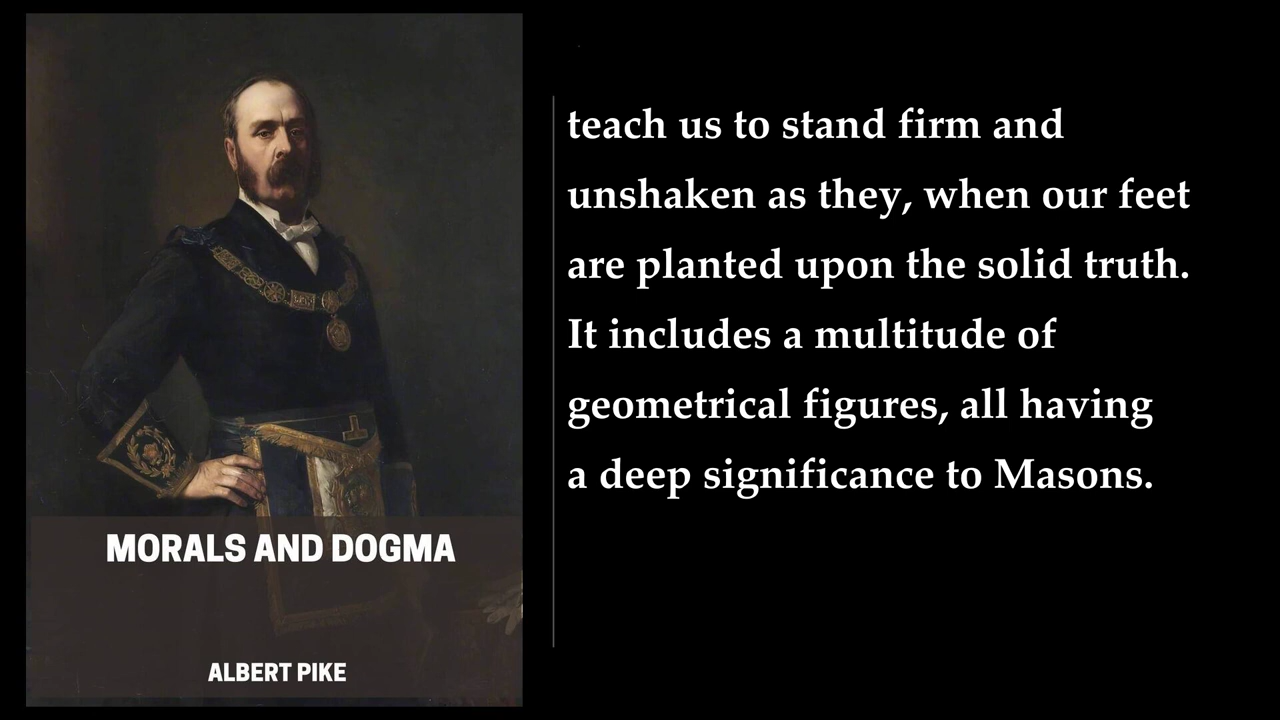 MORALS AND DOGMA
ALBERT PIKE
teach us to stand firm and
unshaken as they, when our feet
are planted upon the solid truth.
It includes a multitude of
geometrical figures, all having
a deep significance to Masons.